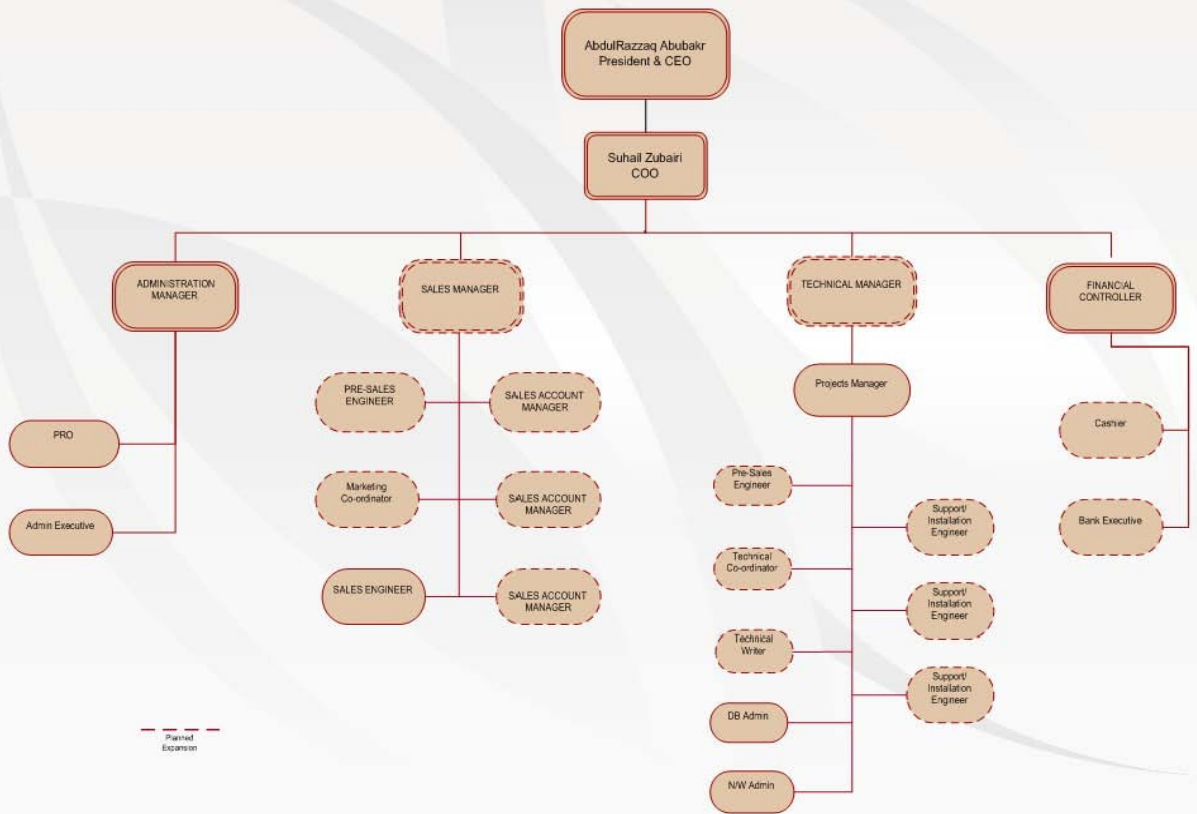 AbdulRazzaq Abubakr
President & CEO
Suhail Zubairi
COO
ADMINISTRATION
MANAGER
SALES MANAGER
TECHNICAL MANAGER
FINANCIAL
CONTROLLER
PRO
Admin Executive
PRE-SALES
ENGINEER
SALES ACCOUNT
MANAGER
Marketing
Co-ordinator
SALES ACCOUNT
MANAGER
SALES ENGINEER
SALES ACCOUNT
MANAGER
Projects Manager
Pre-Sales
Engineer
Support/
Installation
Engineer
Technical
Co-ordinator
Support/
Installation
Engineer
Technical
Writer
Support/
Installation
Engineer
DB Admin
N/W Admin
Cashier
Bank Executive
Planned
Expansion